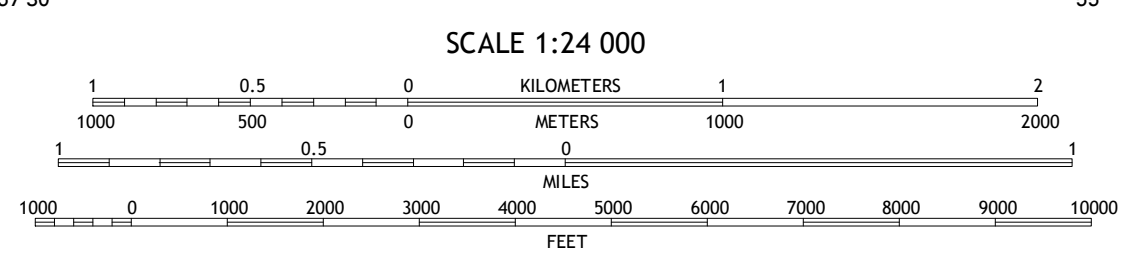 SCALE 1:24 000
1 0.5 0 KILOMETERS 1 2
1000 500 0 METERS 1000 2000
1 0.5 0 1
MILES
1000 0 1000 2000 3000 4000 5000 6000 7000 8000 9000 10000
FEET